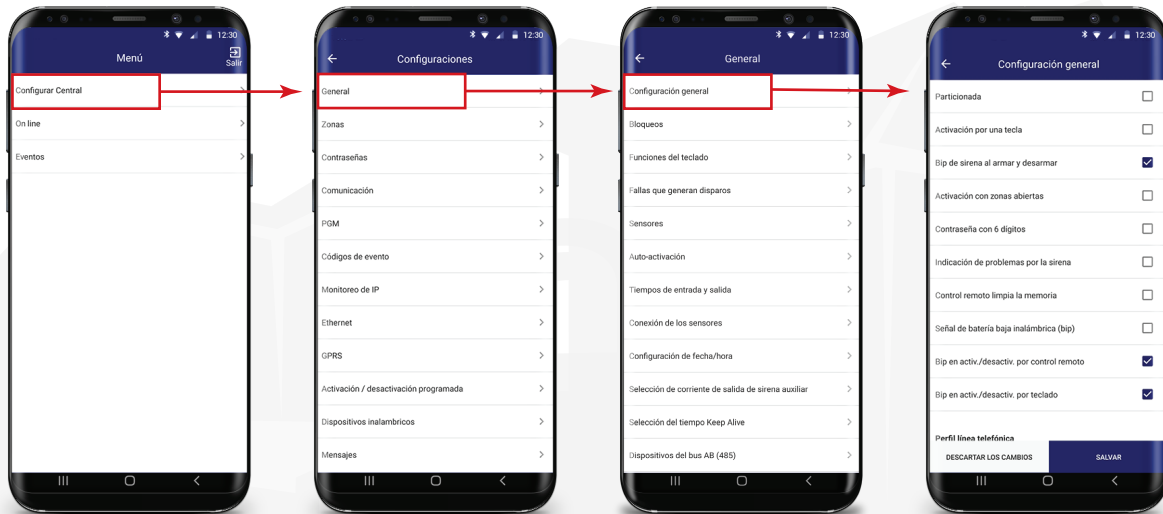 12:30
Menú
Salir
Configurar Central
On line
Eventos
12:30
Configuraciones
General
Zonas
Contraseñas
Comunicación
PGM
Códigos de evento
Monitoreo de IP
Ethernet
GPRS
Activación / desactivación programada
Dispositivos inalambricos
Mensajes
12:30
General
Configuración general
Bloqueos
Funciones del teclado
Fallas que generan disparos
Sensores
Auto-activación
Tiempos de entrada y salida
Conexión de los sensores
Configuración de fecha/hora
Selección de corriente de salida de sirena auxiliar
Selección del tiempo Keep Alive
Dispositivos del bus AB (485)
12:30
Configuración general
Particionada
Activación por una tecla
Bip de sirena al armar y desarmar
Activación con zonas abiertas
Contraseña con 6 dígitos
Indicación de problemas por la sirena
Control remoto limpia la memoria
Señal de batería baja inalámbrica (bip)
Bip en activ./desactiv. por control remoto
Bip en activ./desactiv. por teclado
Perfil línea telefónica
DESCARTAR LOS CAMBIOS
SALVAR